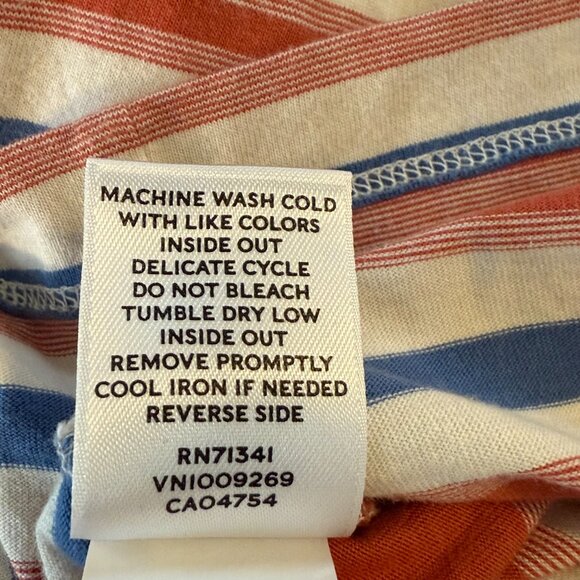 MACHINE WASH COLD
WITH LIKE COLORS
INSIDE OUT
DELICATE CYCLE
DO NOT BLEACH
TUMBLE DRY LOW
INSIDE OUT
REMOVE PROMPTLY
COOL IRON IF NEEDED
REVERSE SIDE
RN71341
VN1009269
CA04754